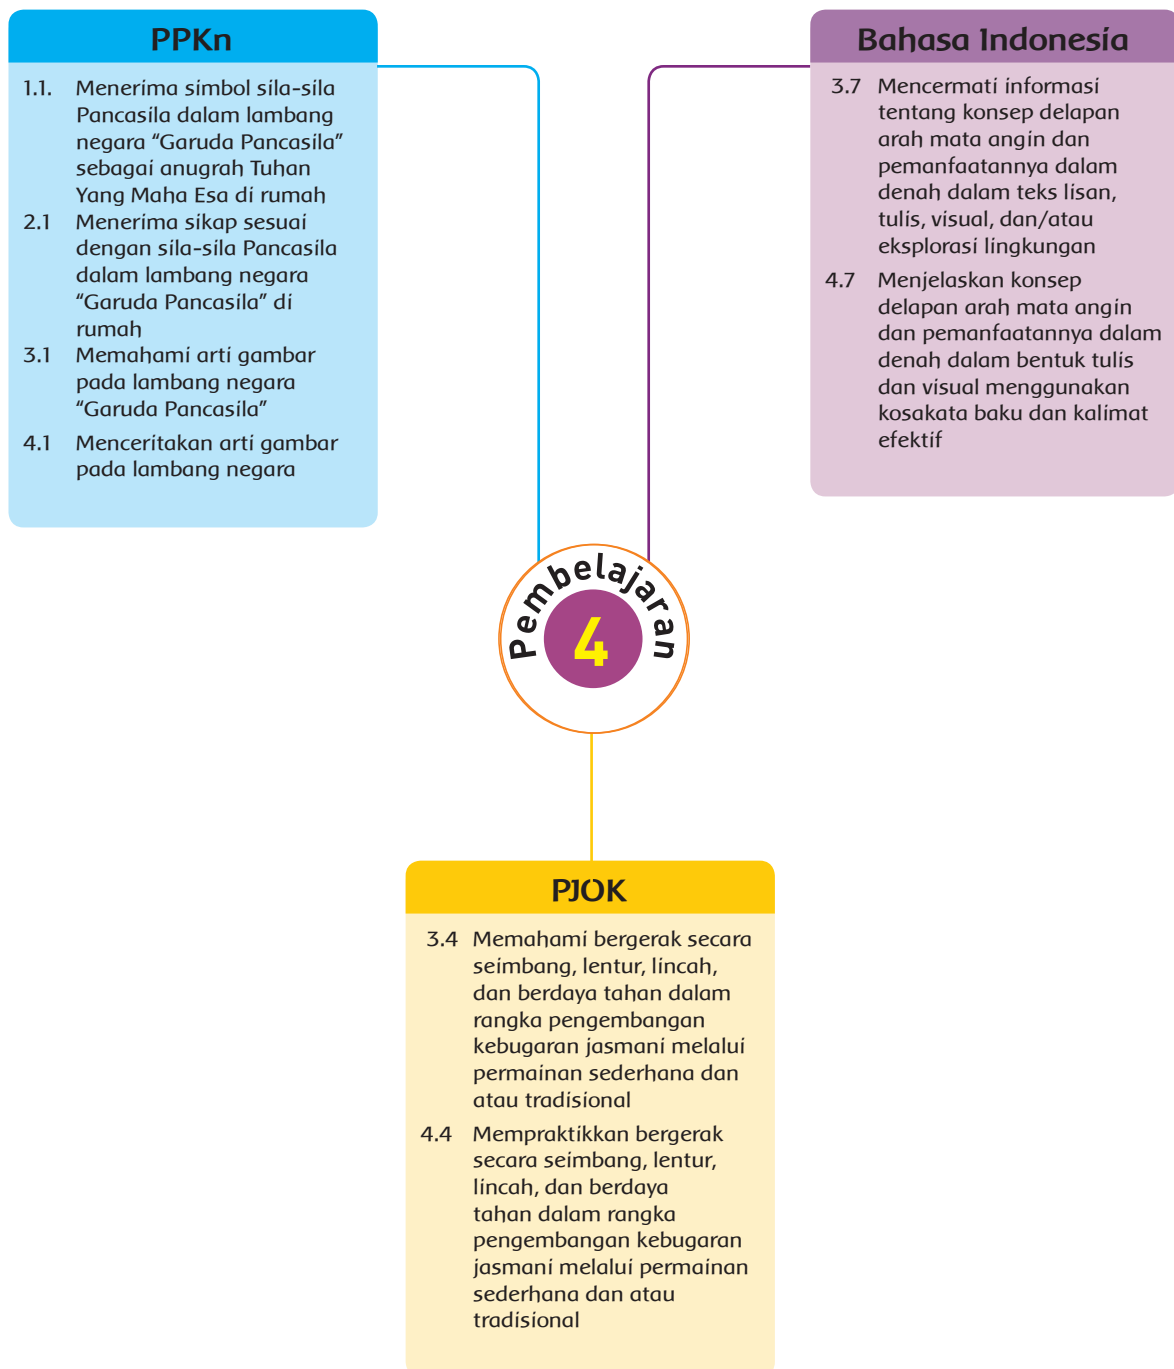 PPKn
1.1. Menerima simbol sila-sila
Pancasila dalam lambang
negara “Garuda Pancasila”
sebagai anugrah Tuhan
Yang Maha Esa di rumah
2.1 Menerima sikap sesuai
dengan sila-sila Pancasila
dalam lambang negara
“Garuda Pancasila” di
rumah
3.1 Memahami arti gambar
pada lambang negara
“Garuda Pancasila”
4.1 Menceritakan arti gambar
pada lambang negara
Bahasa Indonesia
3.7 Mencermati informasi
tentang konsep delapan
arah mata angin dan
pemanfaatannya dalam
denah dalam teks lisan,
tulis, visual, dan/atau
eksplorasi lingkungan
4.7 Menjelaskan konsep
delapan arah mata angin
dan pemanfaatannya dalam
denah dalam bentuk tulis
dan visual menggunakan
kosakata baku dan kalimat
efektif
Pembelajaran
4
PJOK
3.4 Memahami bergerak secara
seimbang, lentur, lincah,
dan berdaya tahan dalam
rangka pengembangan
kebugaran jasmani melalui
permainan sederhana dan
atau tradisional
4.4 Mempraktikkan bergerak
secara seimbang, lentur,
lincah, dan berdaya
tahan dalam rangka
pengembangan kebugaran
jasmani melalui permainan
sederhana dan atau
tradisional